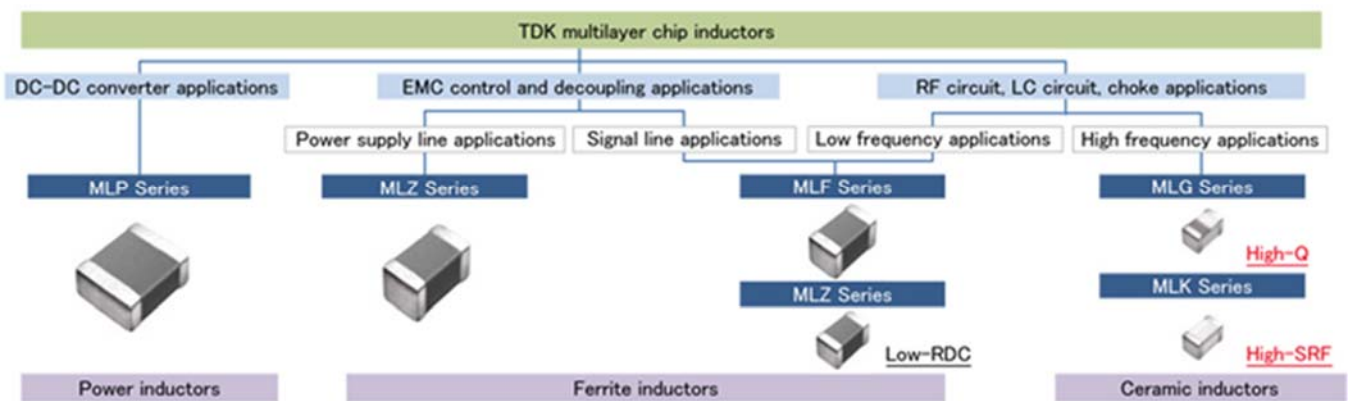 TDK multilayer chip inductors
DC-DC converter applications
EMC control and decoupling applications
RF circuit, LC circuit, choke applications
Power supply line applications
Signal line applications
Low frequency applications
High frequency applications
MLP Series
MLZ Series
MLF Series
MLG Series
High-Q
MLZ Series
MLK Series
Low-RDC
High-SRF
Power inductors
Ferrite inductors
Ceramic inductors